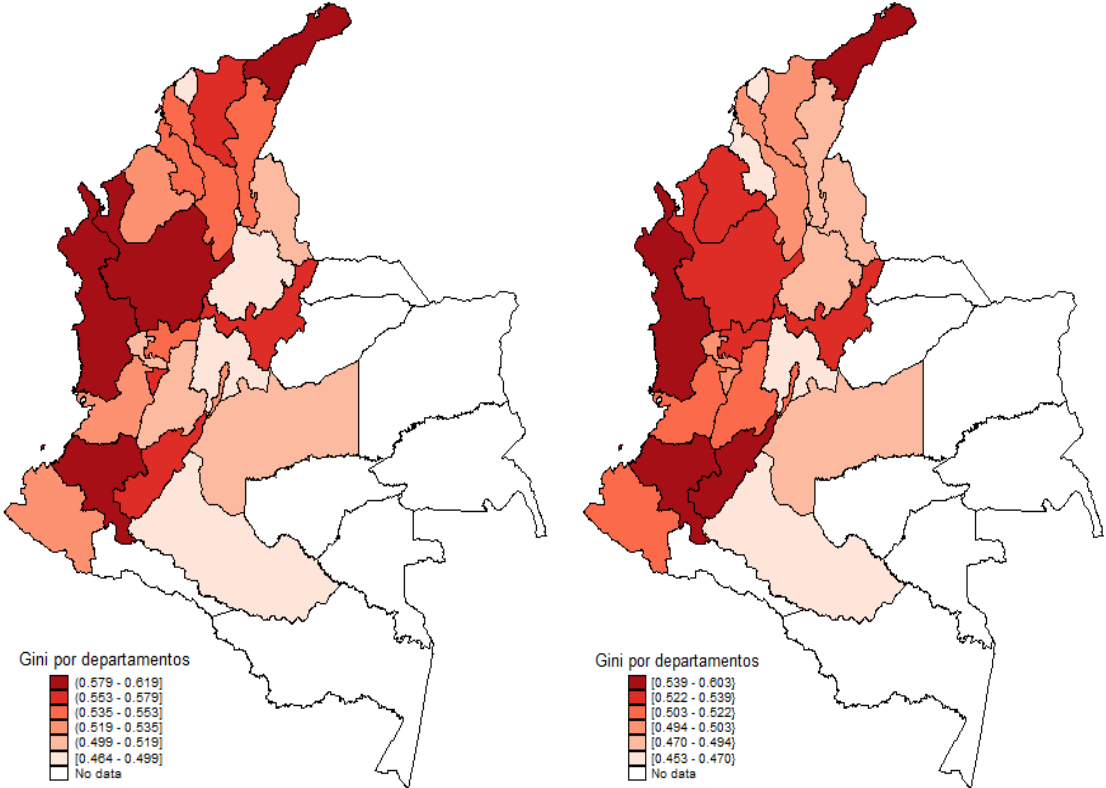 Gini por departamentos
(0.579 - 0.619]
(0.553 - 0.579]
(0.535 - 0.553]
(0.519 - 0.535]
(0.499 - 0.519]
[0.464 - 0.499]
No data
Gini por departamentos
[0.539 - 0.603}
[0.522 - 0.539}
[0.503 - 0.522}
[0.494 - 0.503}
[0.470 - 0.494}
[0.453 - 0.470}
No data